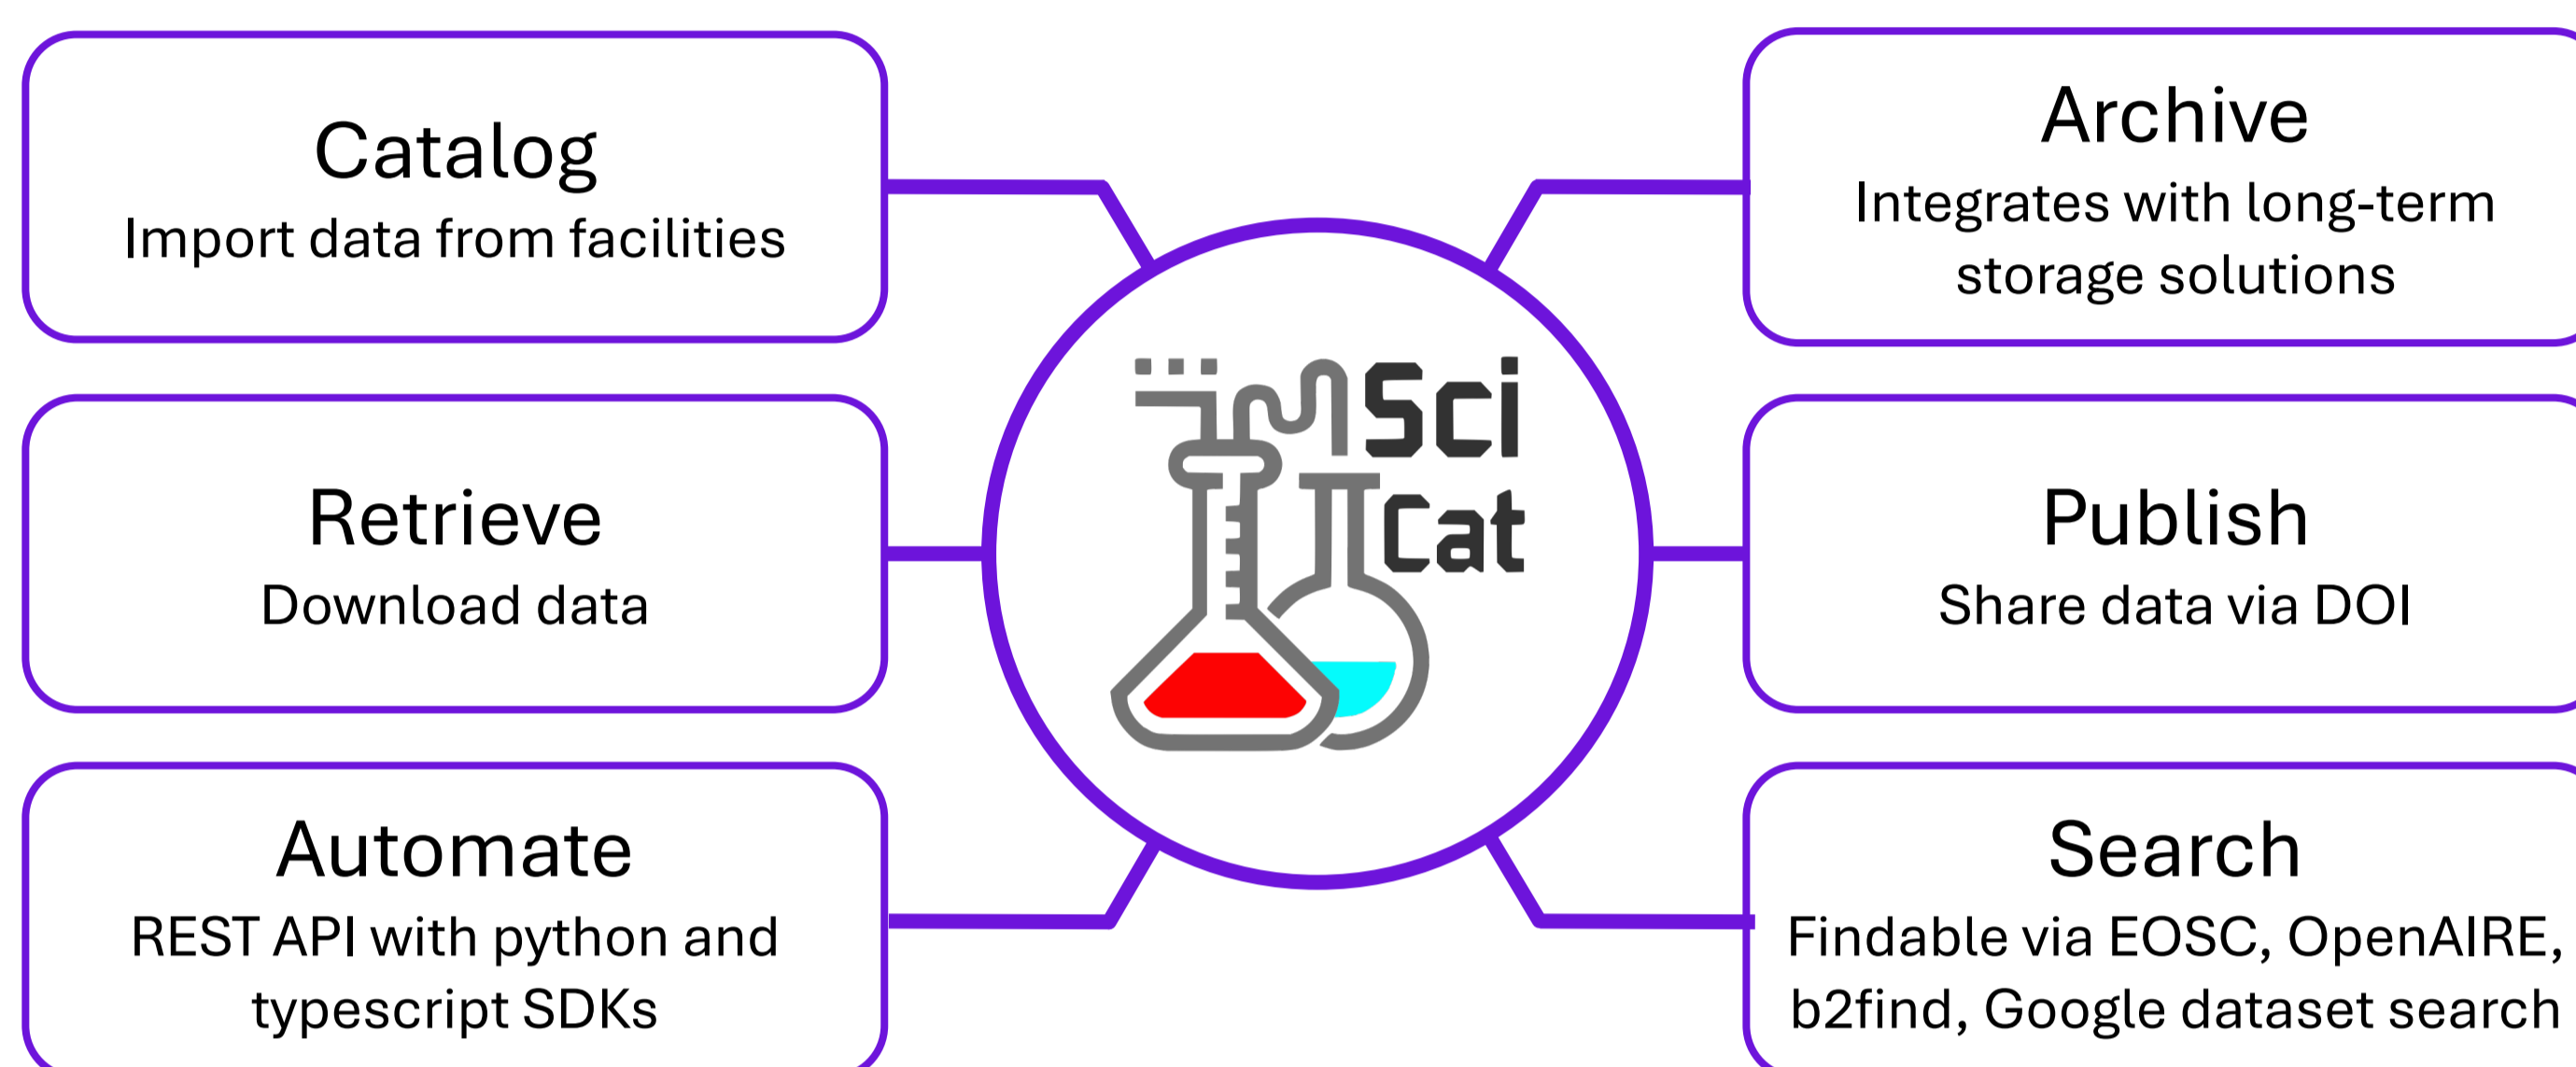 Catalog
Import data from facilities
Retrieve
Download data
Automate
REST API with python and
typescript SDKs
Sci
Cat
Archive
Integrates with long-term
storage solutions
Publish
Share data via DOI
Search
Findable via EOSC, OpenAIRE,
b2find, Google dataset search